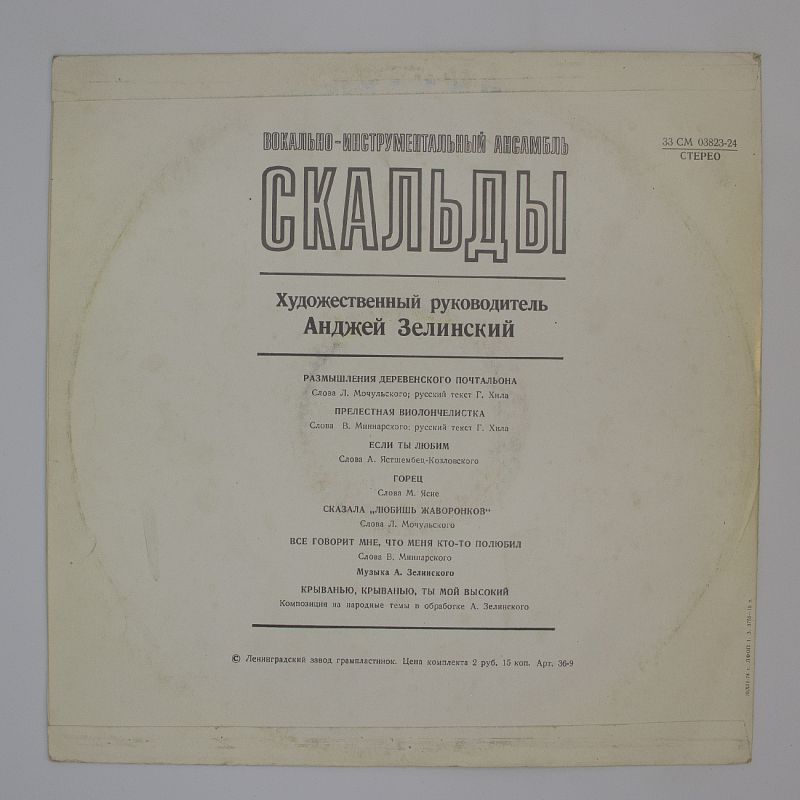 ВОКАЛЬНО-ИНСТРУМЕНТАЛЬНЫЙ АНСАМБЛЬ
33 СМ 03823-24
СТЕРЕО
СКАЛЬДЫ
Художественный руководитель
Анджей Зелинский
РАЗМЫШЛЕНИЯ ДЕРЕВЕНСКОГО ПОЧТАЛЬОНА
Слова Л. Мочульского; русский текст Г. Хила
ПРЕЛЕСТНАЯ ВИОЛОНЧЕЛИСТКА
Слова В. Миннарского; русский текст Г. Хила
ЕСЛИ ТЫ ЛЮБИМ
Слова А. Ястшембец-Козловского
ГОРЕЦ
Слова М. Ясне
СКАЗАЛА „ЛЮБИШЬ ЖАВОРОНКОВ“
Слова Л. Мочульского
ВСЕ ГОВОРИТ МНЕ, ЧТО МЕНЯ КТО-ТО ПОЛЮБИЛ
Слова В. Миннарского
Музыка А. Зелинского
КРЫВАНЬЮ, КРЫВАНЬЮ, ТЫ МОЙ ВЫСОКИЙ
Композиция на народные темы в обработке А. Зелинского
© Ленинградский завод грампластинок. Цена комплекта 2 руб. 15 коп. Арт. 36-9